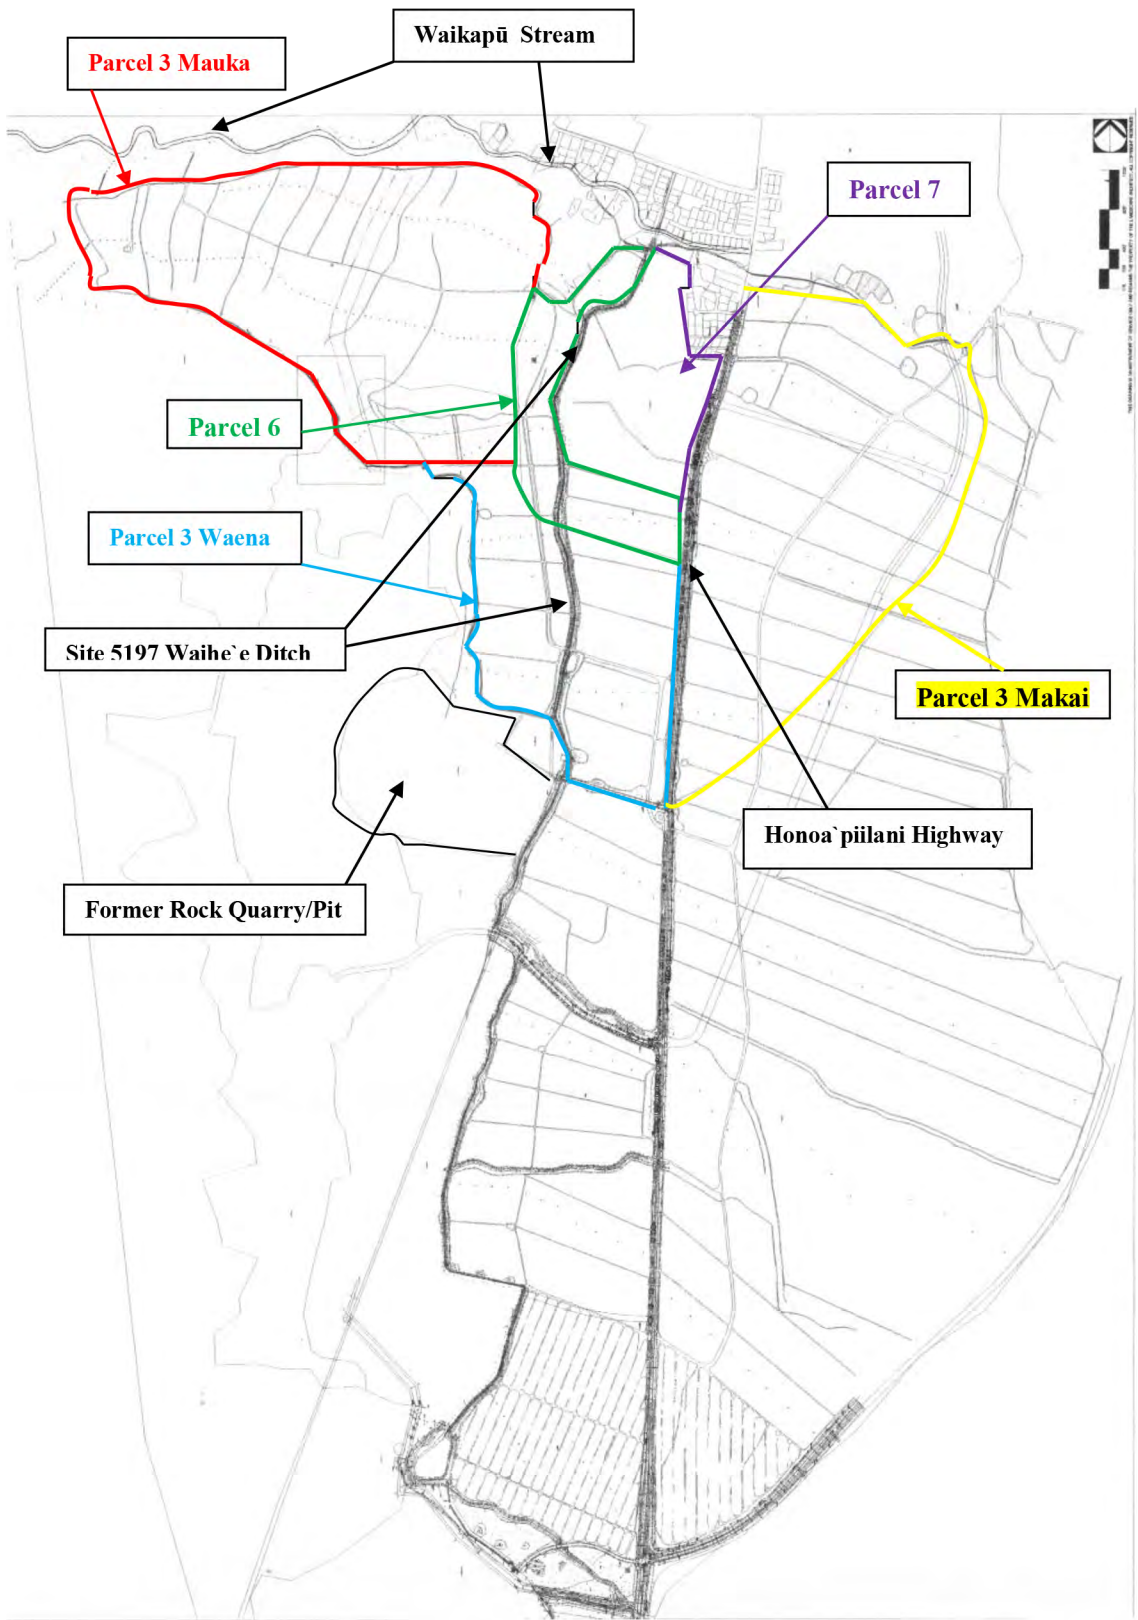 Waikapū Stream
Parcel 3 Mauka
Parcel 7
Parcel 6
Parcel 3 Waena
Site 5197 Waihe`e Ditch
Parcel 3 Makai
Honoa`piilani Highway
Former Rock Quarry/Pit